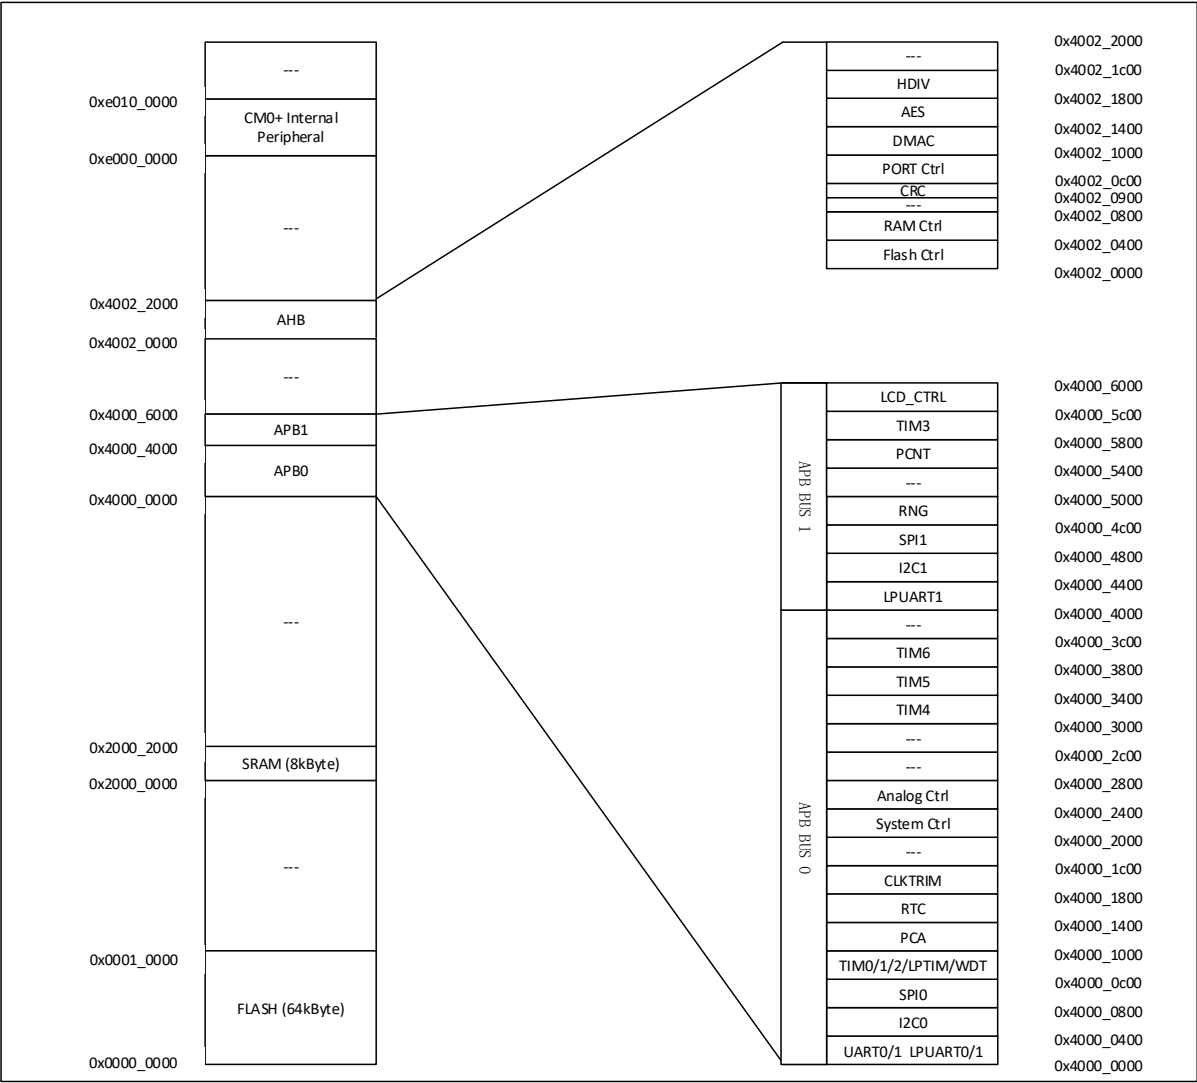 ---
0xe010_0000
CM0+ Internal
Peripheral
0xe000_0000
---
0x4002_2000
AHB
0x4002_0000
---
0x4000_6000
APB1
0x4000_4000
APB0
0x4000_0000
---
0x2000_2000
SRAM (8kByte)
0x2000_0000
---
0x0001_0000
FLASH (64kByte)
0x0000_0000
0x4002_2000
---
0x4002_1c00
HDIV
0x4002_1800
AES
0x4002_1400
DMAC
0x4002_1000
PORT Ctrl
0x4002_0c00
CRC
0x4002_0900
---
0x4002_0800
RAM Ctrl
0x4002_0400
Flash Ctrl
0x4002_0000
APB BUS 1
0x4000_6000
LCD_CTRL
0x4000_5c00
TIM3
0x4000_5800
PCNT
0x4000_5400
---
0x4000_5000
RNG
0x4000_4c00
SPI1
0x4000_4800
I2C1
0x4000_4400
LPUART1
0x4000_4000
APB BUS 0
---
0x4000_3c00
TIM6
0x4000_3800
TIM5
0x4000_3400
TIM4
0x4000_3000
---
0x4000_2c00
---
0x4000_2800
Analog Ctrl
0x4000_2400
System Ctrl
0x4000_2000
---
0x4000_1c00
CLKTRIM
0x4000_1800
RTC
0x4000_1400
PCA
0x4000_1000
TIM0/1/2/LPTIM/WDT
0x4000_0c00
SPI0
0x4000_0800
I2C0
0x4000_0400
UART0/1 LPUART0/1
0x4000_0000